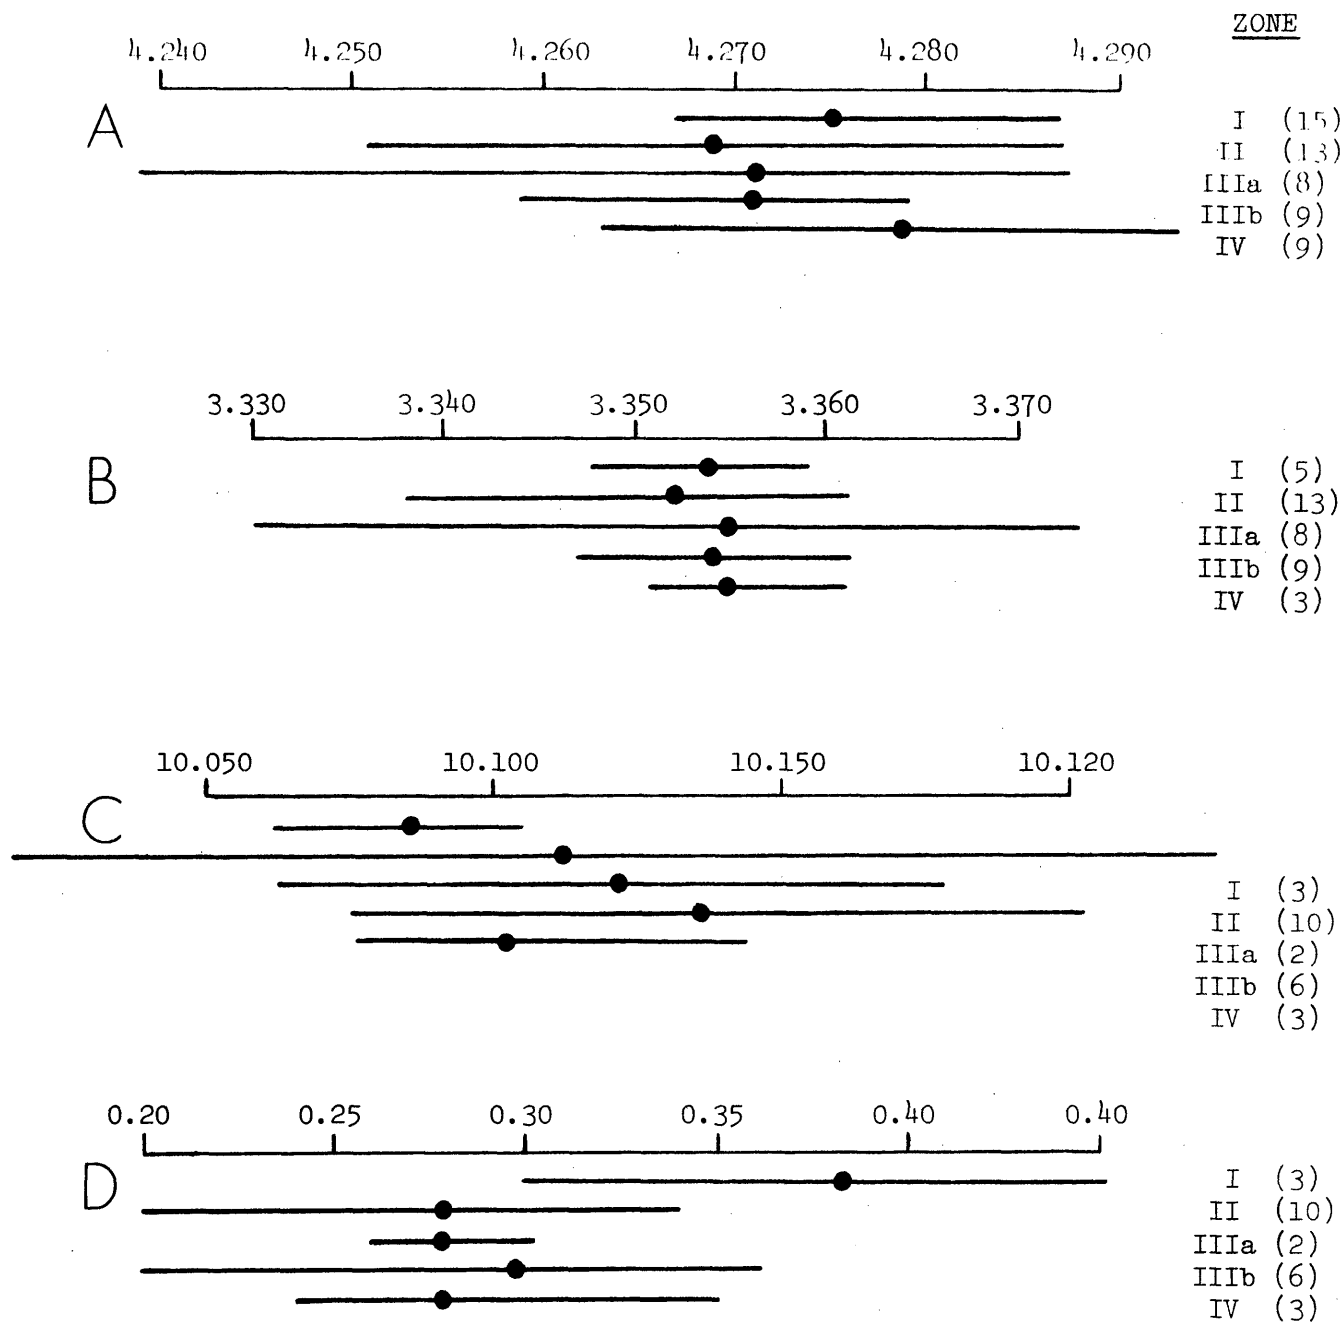 ZONE
4.240 4.250 4.260 4.270 4.280 4.290
A
I (15)
II (13)
IIIa (8)
IIIb (9)
IV (9)
3.330 3.340 3.350 3.360 3.370
B
I (5)
II (13)
IIIa (8)
IIIb (9)
IV (3)
10.050 10.100 10.150 10.120
C
I (3)
II (10)
IIIa (2)
IIIb (6)
IV (3)
0.20 0.25 0.30 0.35 0.40 0.40
D
I (3)
II (10)
IIIa (2)
IIIb (6)
IV (3)